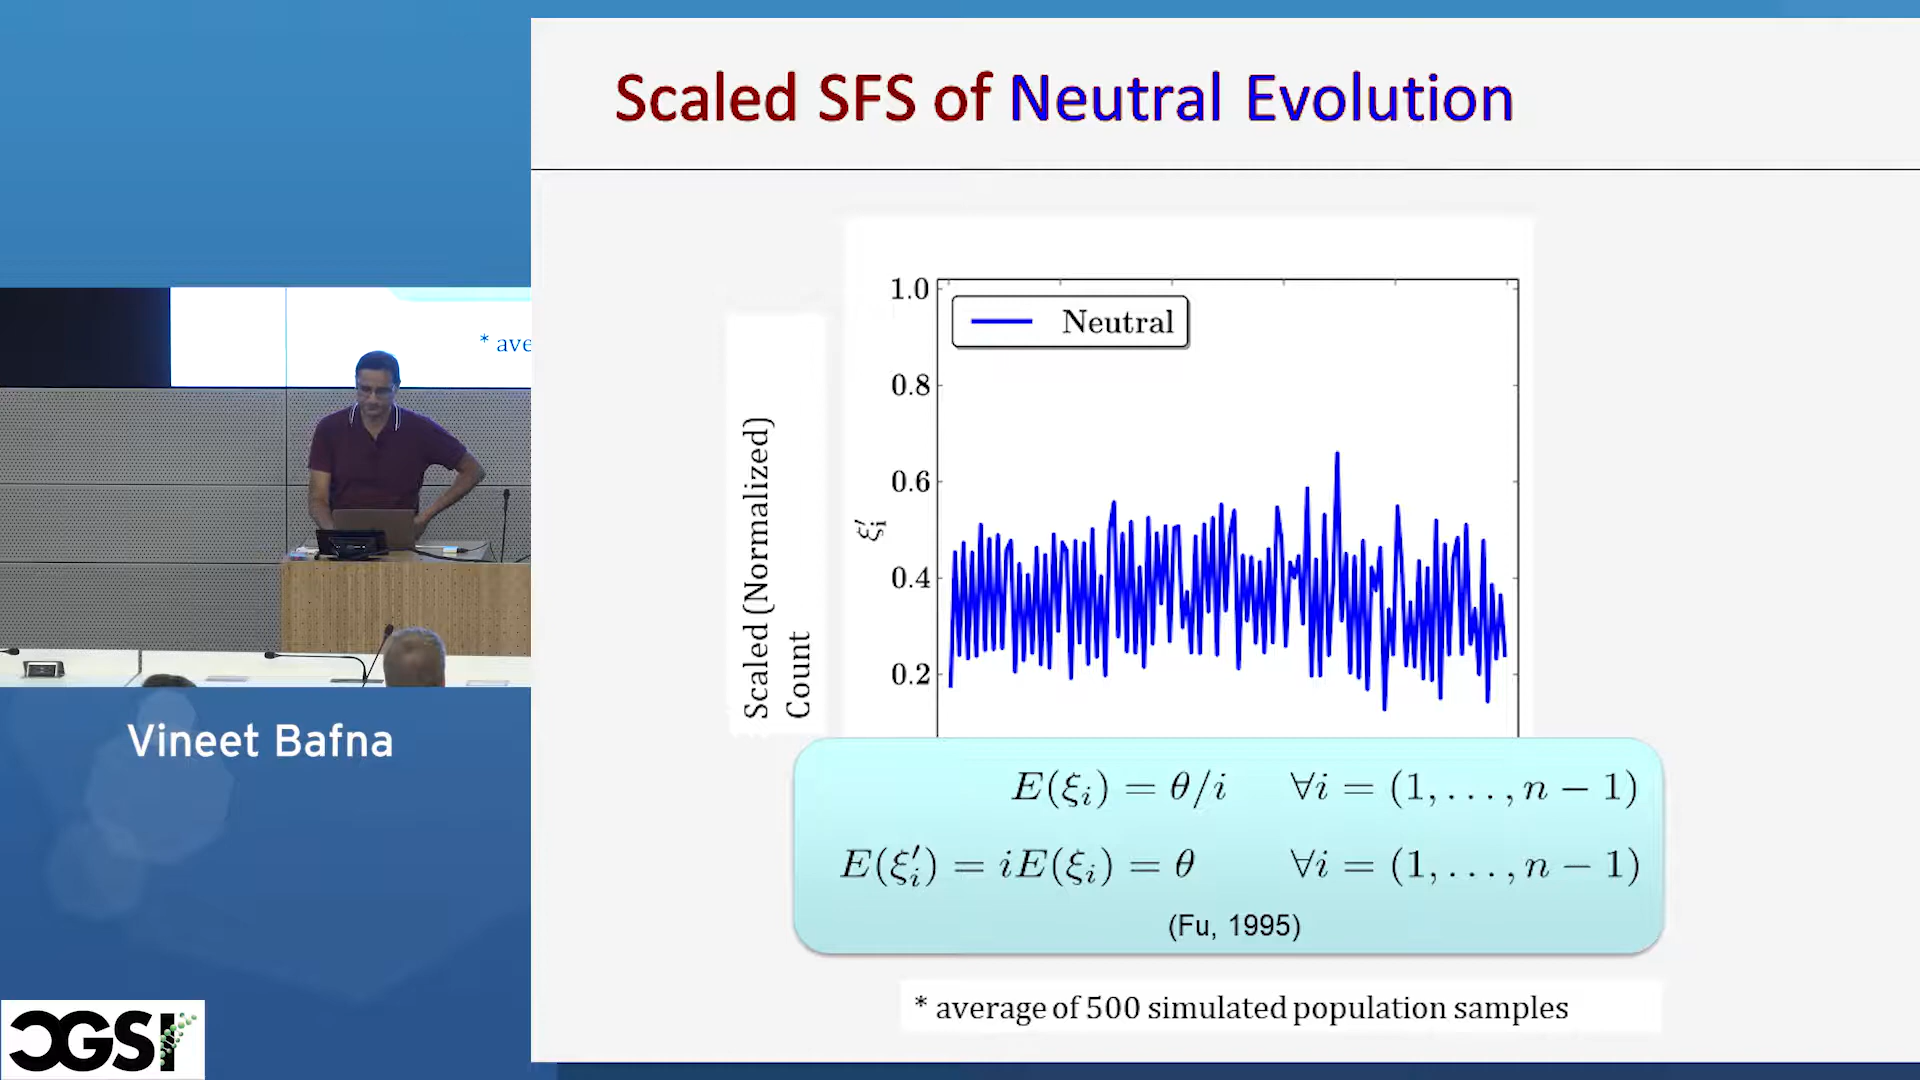 Scaled SFS of Neutral Evolution
* ave
Vineet Bafna
CGSI
Scaled (Normalized)
Count
ξ′ᵢ
1.0
0.8
0.6
0.4
0.2
Neutral
E(ξᵢ) = θ/i ∀i = (1, . . . , n − 1)
E(ξ′ᵢ) = iE(ξᵢ) = θ ∀i = (1, . . . , n − 1)
(Fu, 1995)
* average of 500 simulated population samples